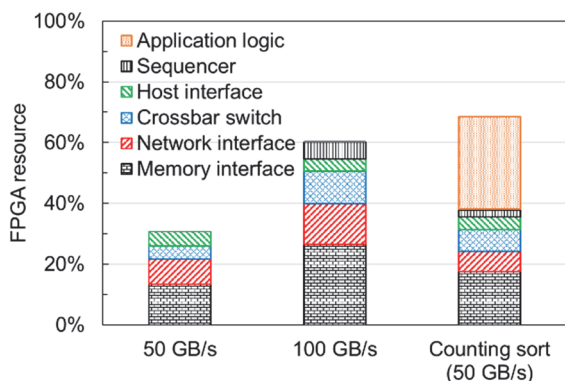 100%
80%
60%
40%
20%
0%
FPGA resource
Application logic
Sequencer
Host interface
Crossbar switch
Network interface
Memory interface
50 GB/s
100 GB/s
Counting sort
(50 GB/s)